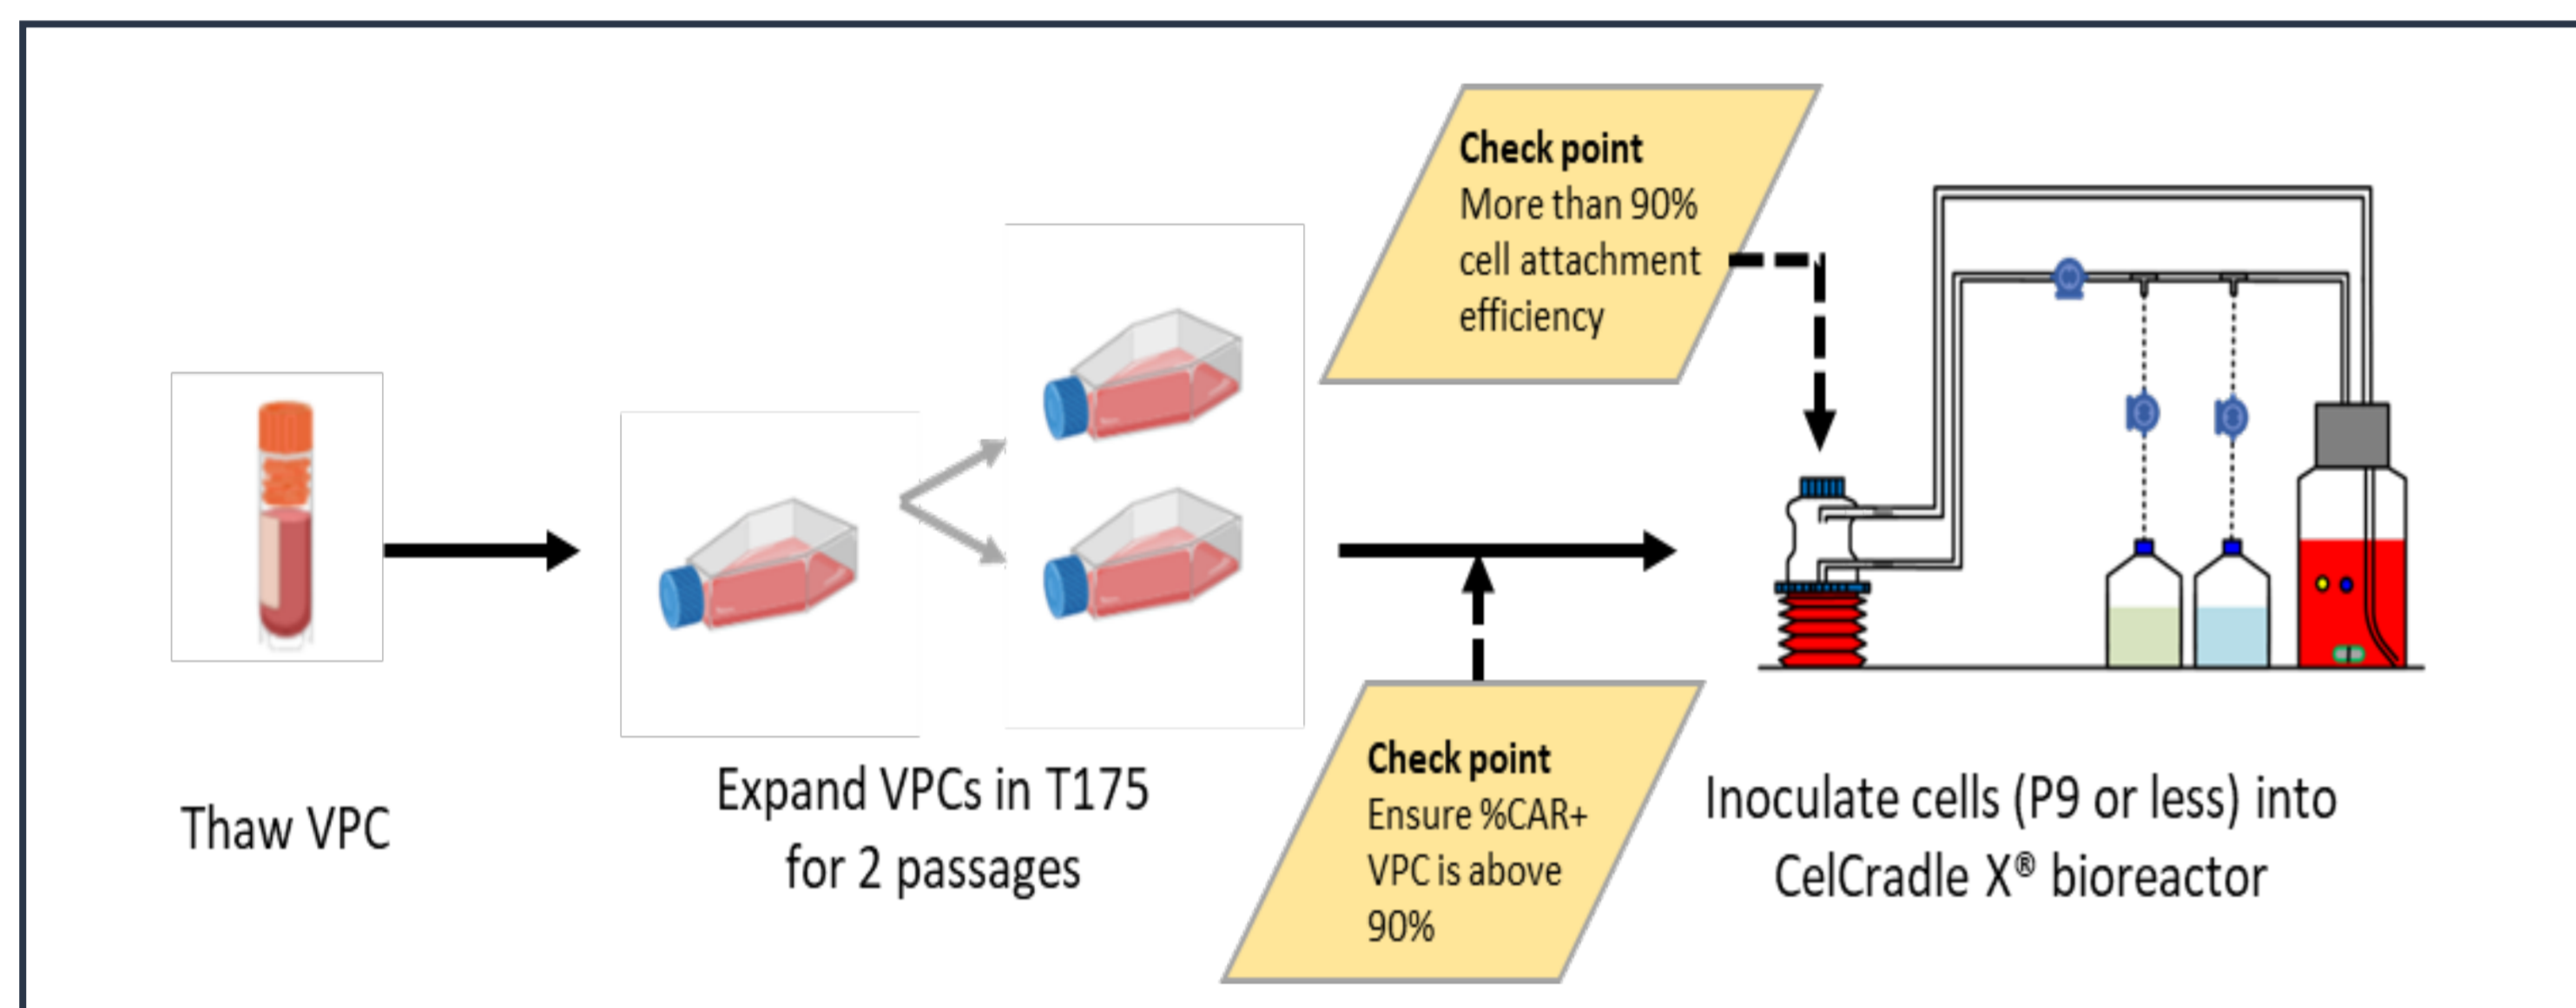 Check point
More than 90%
cell attachment
efficiency
Thaw VPC
Expand VPCs in T175
for 2 passages
Check point
Ensure %CAR+
VPC is above
90%
Inoculate cells (P9 or less) into
CelCradle X® bioreactor